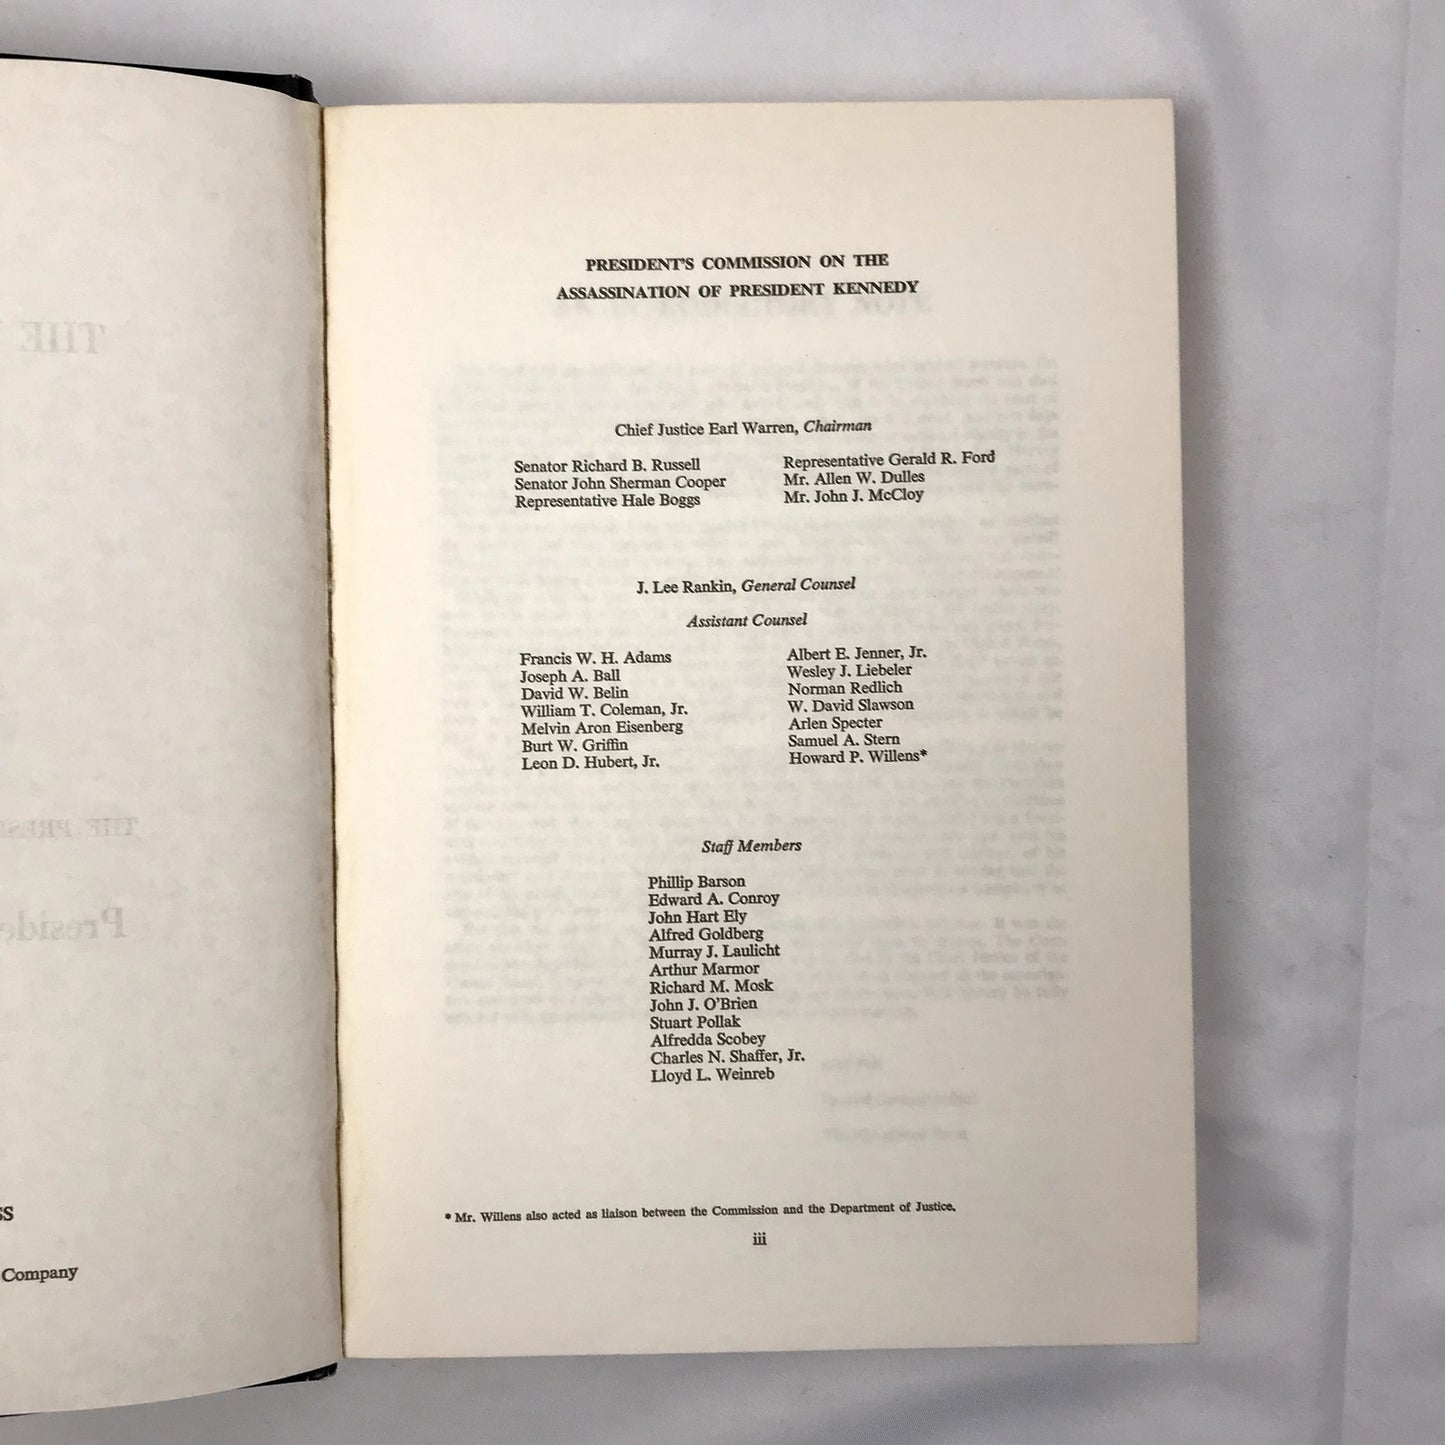 SS
Company
PRESIDENT'S COMMISSION ON THE
ASSASSINATION OF PRESIDENT KENNEDY
Chief Justice Earl Warren, Chairman
Senator Richard B. Russell
Senator John Sherman Cooper
Representative Hale Boggs
Representative Gerald R. Ford
Mr. Allen W. Dulles
Mr. John J. McCloy
J. Lee Rankin, General Counsel
Assistant Counsel
Francis W. H. Adams
Joseph A. Ball
David W. Belin
William T. Coleman, Jr.
Melvin Aron Eisenberg
Burt W. Griffin
Leon D. Hubert, Jr.
Albert E. Jenner, Jr.
Wesley J. Liebeler
Norman Redlich
W. David Slawson
Arlen Specter
Samuel A. Stern
Howard P. Willens*
Staff Members
Phillip Barson
Edward A. Conroy
John Hart Ely
Alfred Goldberg
Murray J. Laulicht
Arthur Marmor
Richard M. Mosk
John J. O'Brien
Stuart Pollak
Alfredda Scobey
Charles N. Shaffer, Jr.
Lloyd L. Weinreb
* Mr. Willens also acted as liaison between the Commission and the Department of Justice.
iii